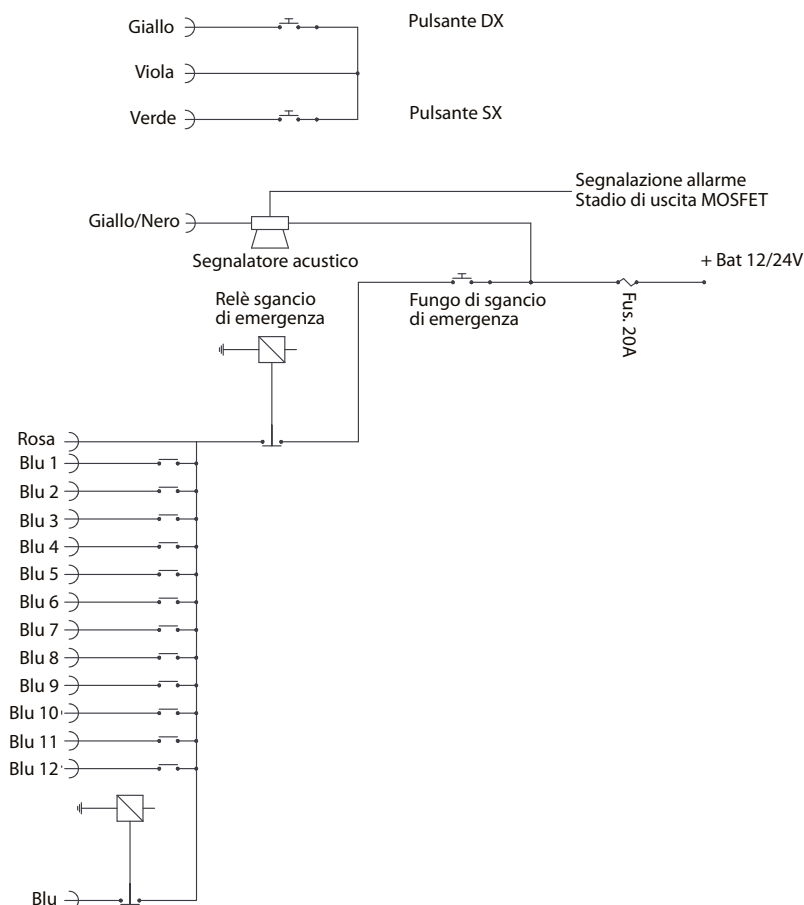 Giallo
Pulsante DX
Viola
Verde
Pulsante SX
Segnalazione allarme
Stadio di uscita MOSFET
Giallo/Nero
Segnalatore acustico
+ Bat 12/24V
Relè sgancio
di emergenza
Fungo di sgancio
di emergenza
Fus. 20A
Rosa
Blu 1
Blu 2
Blu 3
Blu 4
Blu 5
Blu 6
Blu 7
Blu 8
Blu 9
Blu 10
Blu 11
Blu 12
Blu